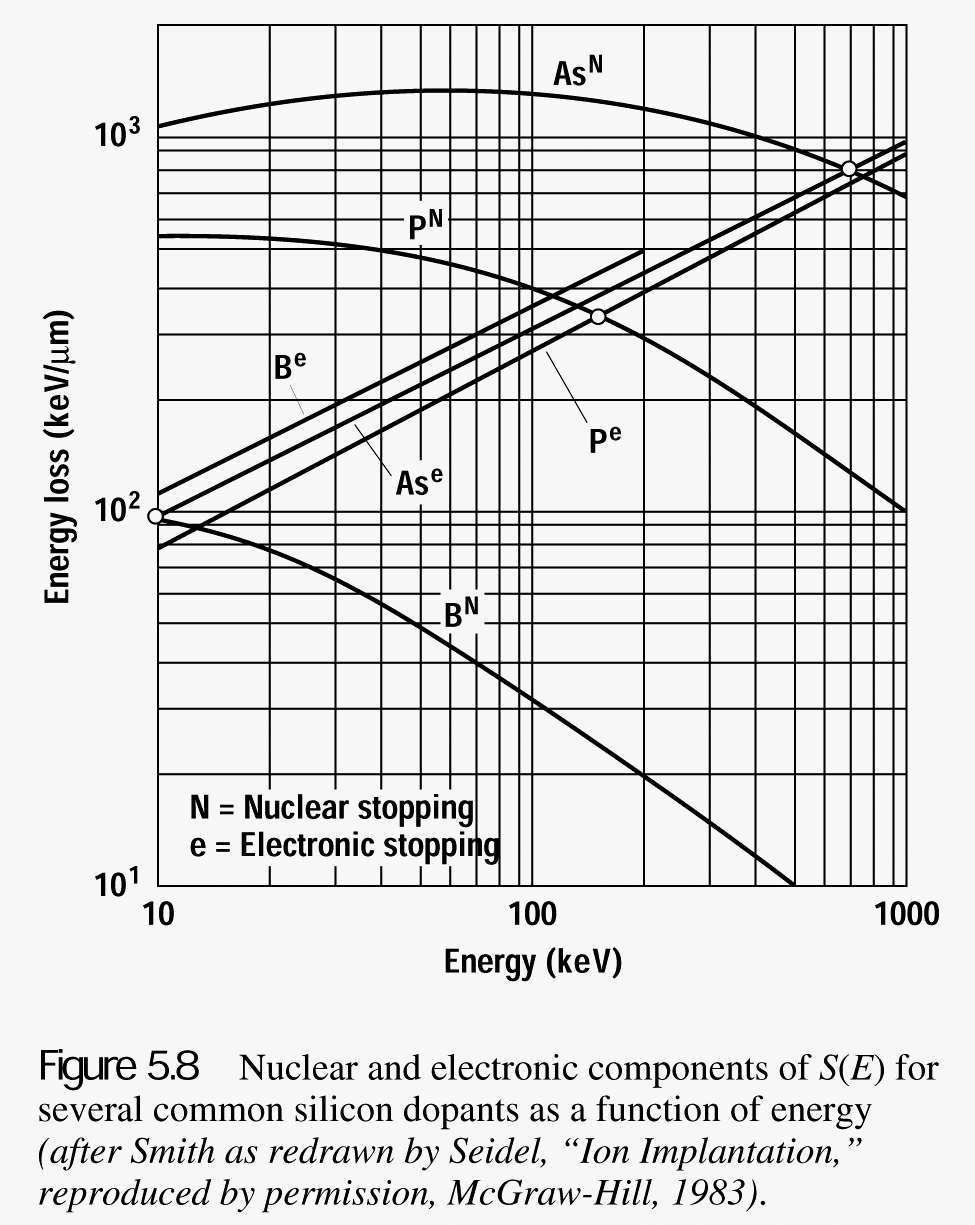 As^N
10^3
P^N
Energy loss (keV/μm)
B^e
P^e
As^e
10^2
B^N
N = Nuclear stopping
e = Electronic stopping
10^1
10 100 1000
Energy (keV)
Figure 5.8 Nuclear and electronic components of S(E) for
several common silicon dopants as a function of energy
(after Smith as redrawn by Seidel, “Ion Implantation,”
reproduced by permission, McGraw-Hill, 1983).